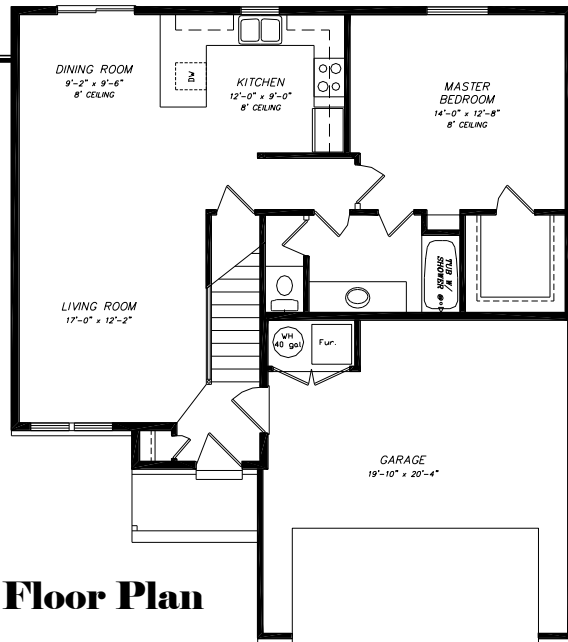 DINING ROOM
9'-2" x 9'-6"
8' CEILING
DW
KITCHEN
12'-0" x 9'-0"
8' CEILING
MASTER
BEDROOM
14'-0" x 12'-8"
8' CEILING
TUB W/
SHOWER
LIVING ROOM
17'-0" x 12'-2"
WH
40 gal
Fur.
GARAGE
19'-10" x 20'-4"
Floor Plan